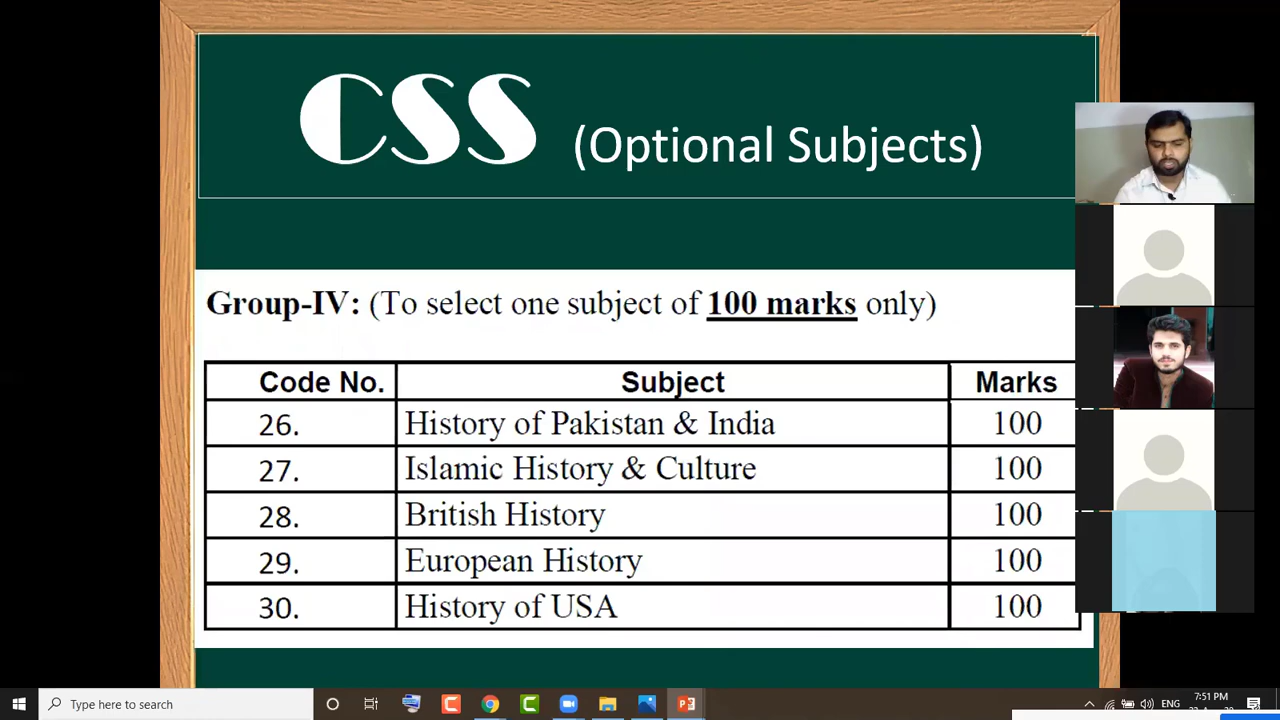 CSS (Optional Subjects)
Group-IV: (To select one subject of 100 marks only)
Code No. Subject Marks
26. History of Pakistan & India 100
27. Islamic History & Culture 100
28. British History 100
29. European History 100
30. History of USA 100
Type here to search
ENG
7:51 PM